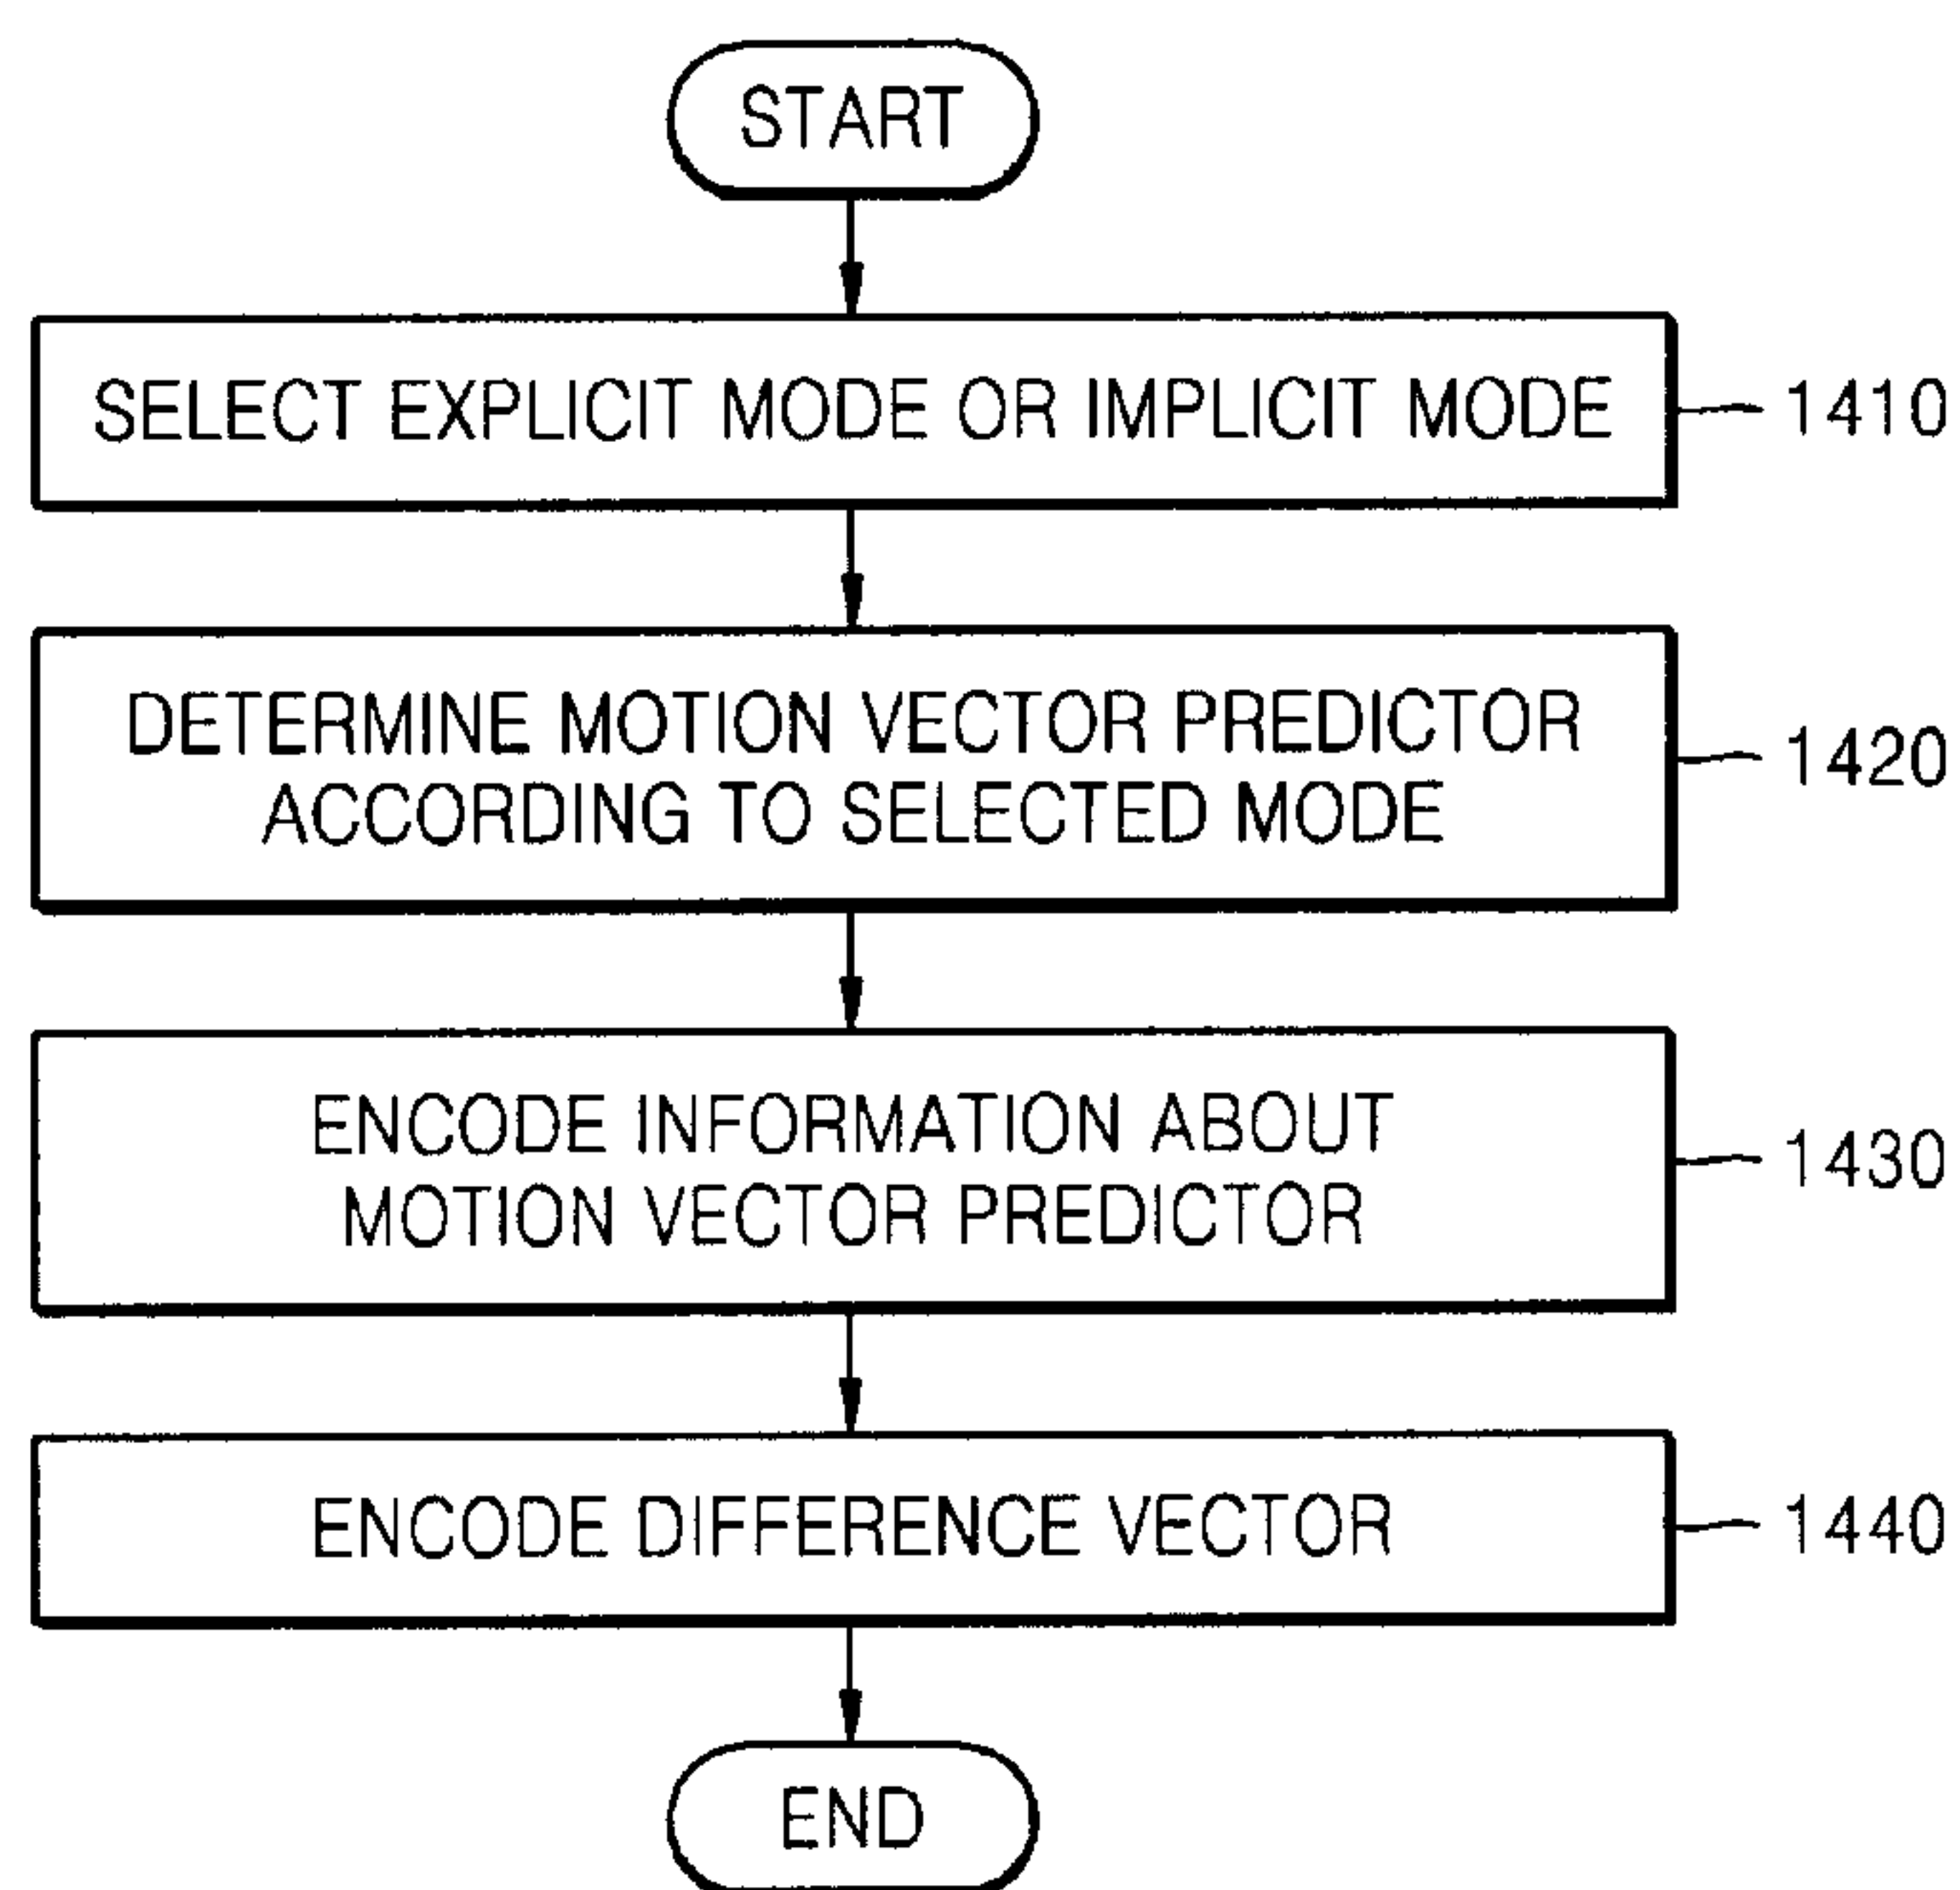 START
SELECT EXPLICIT MODE OR IMPLICIT MODE
1410
DETERMINE MOTION VECTOR PREDICTOR
ACCORDING TO SELECTED MODE
1420
ENCODE INFORMATION ABOUT
MOTION VECTOR PREDICTOR
1430
ENCODE DIFFERENCE VECTOR
1440
END